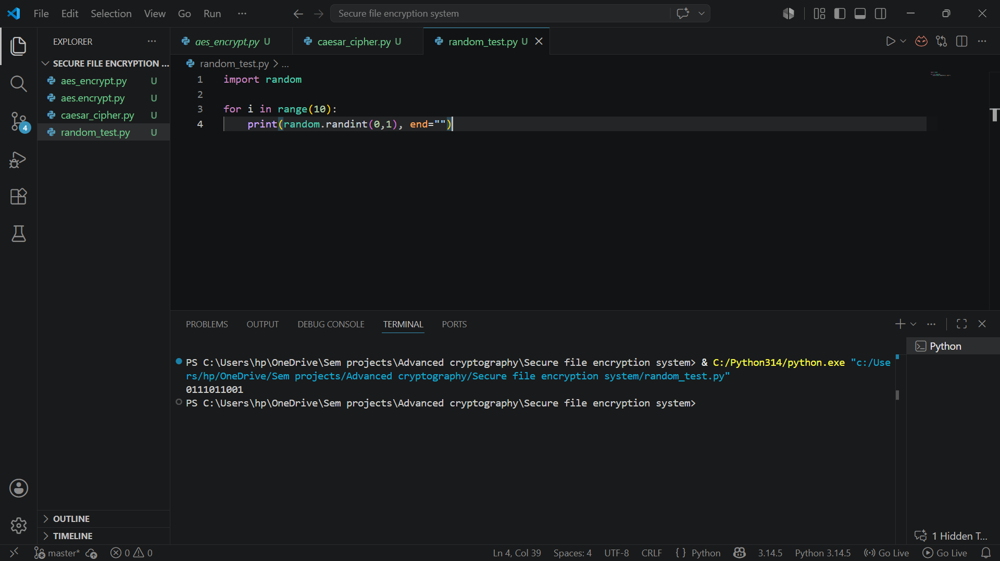 File Edit Selection View Go Run ··· Secure file encryption system
EXPLORER ···
SECURE FILE ENCRYPTION ...
aes_encrypt.py U
aes.encrypt.py U
caesar_cipher.py U
random_test.py U
4
OUTLINE
TIMELINE
aes_encrypt.py U caesar_cipher.py U random_test.py U
random_test.py > ...
1 import random
2
3 for i in range(10):
4     print(random.randint(0,1), end="")
PROBLEMS OUTPUT DEBUG CONSOLE TERMINAL PORTS
PS C:\Users\hp\OneDrive\Sem projects\Advanced cryptography\Secure file encryption system> & C:/Python314/python.exe "c:/Use
rs/hp/OneDrive/Sem projects/Advanced cryptography/Secure file encryption system/random_test.py"
0111011001
PS C:\Users\hp\OneDrive\Sem projects\Advanced cryptography\Secure file encryption system>
Python
1 Hidden T...
master* 0 0 Ln 4, Col 39 Spaces: 4 UTF-8 CRLF {} Python 3.14.5 Python 3.14.5 Go Live Go Live